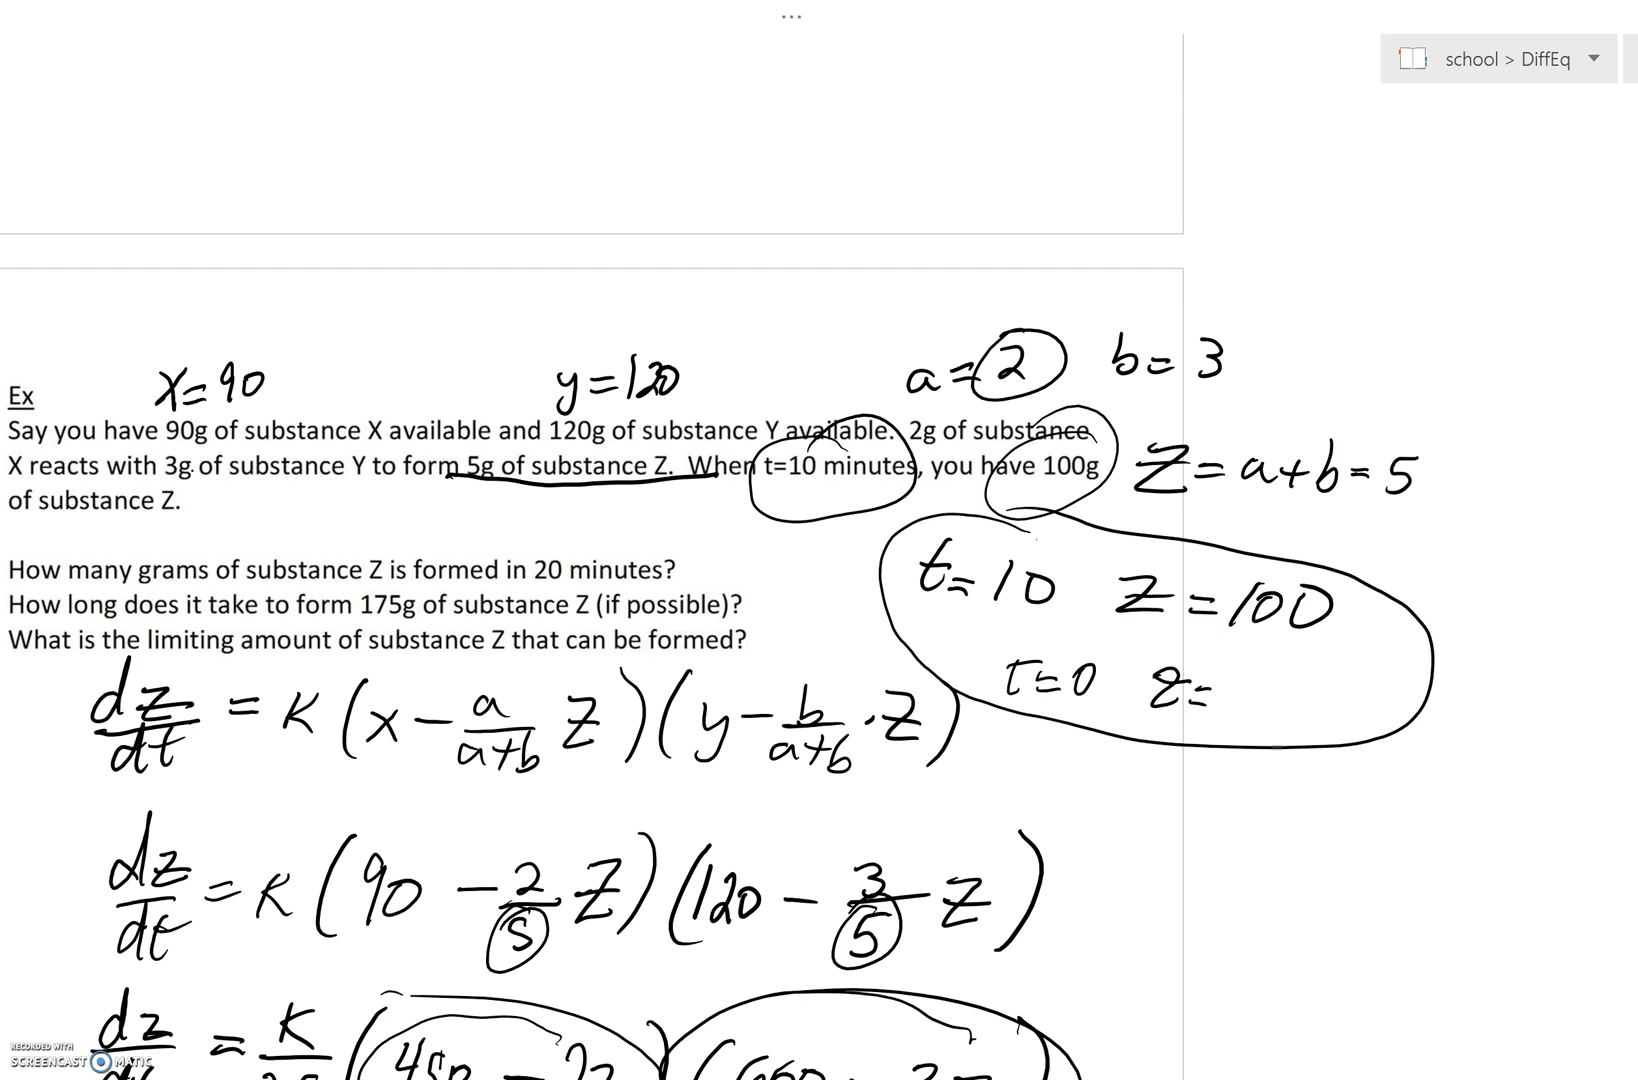 ...
school > DiffEq
a = 2 b = 3
x = 90 y = 120
Ex
Say you have 90g of substance X available and 120g of substance Y available. 2g of substance
X reacts with 3g of substance Y to form 5g of substance Z. When t=10 minutes, you have 100g
Z = a+b = 5
of substance Z.
t = 10 Z = 100
How many grams of substance Z is formed in 20 minutes?
How long does it take to form 175g of substance Z (if possible)?
What is the limiting amount of substance Z that can be formed?
t = 0 z =
dz/dt = K (x - a/(a+b) Z) (y - b/(a+b) · Z)
dz/dt = K (90 - 2/5 Z) (120 - 3/5 Z)
dz = K (450 - 2z) (
RECORDED WITH
SCREENCAST MATIC